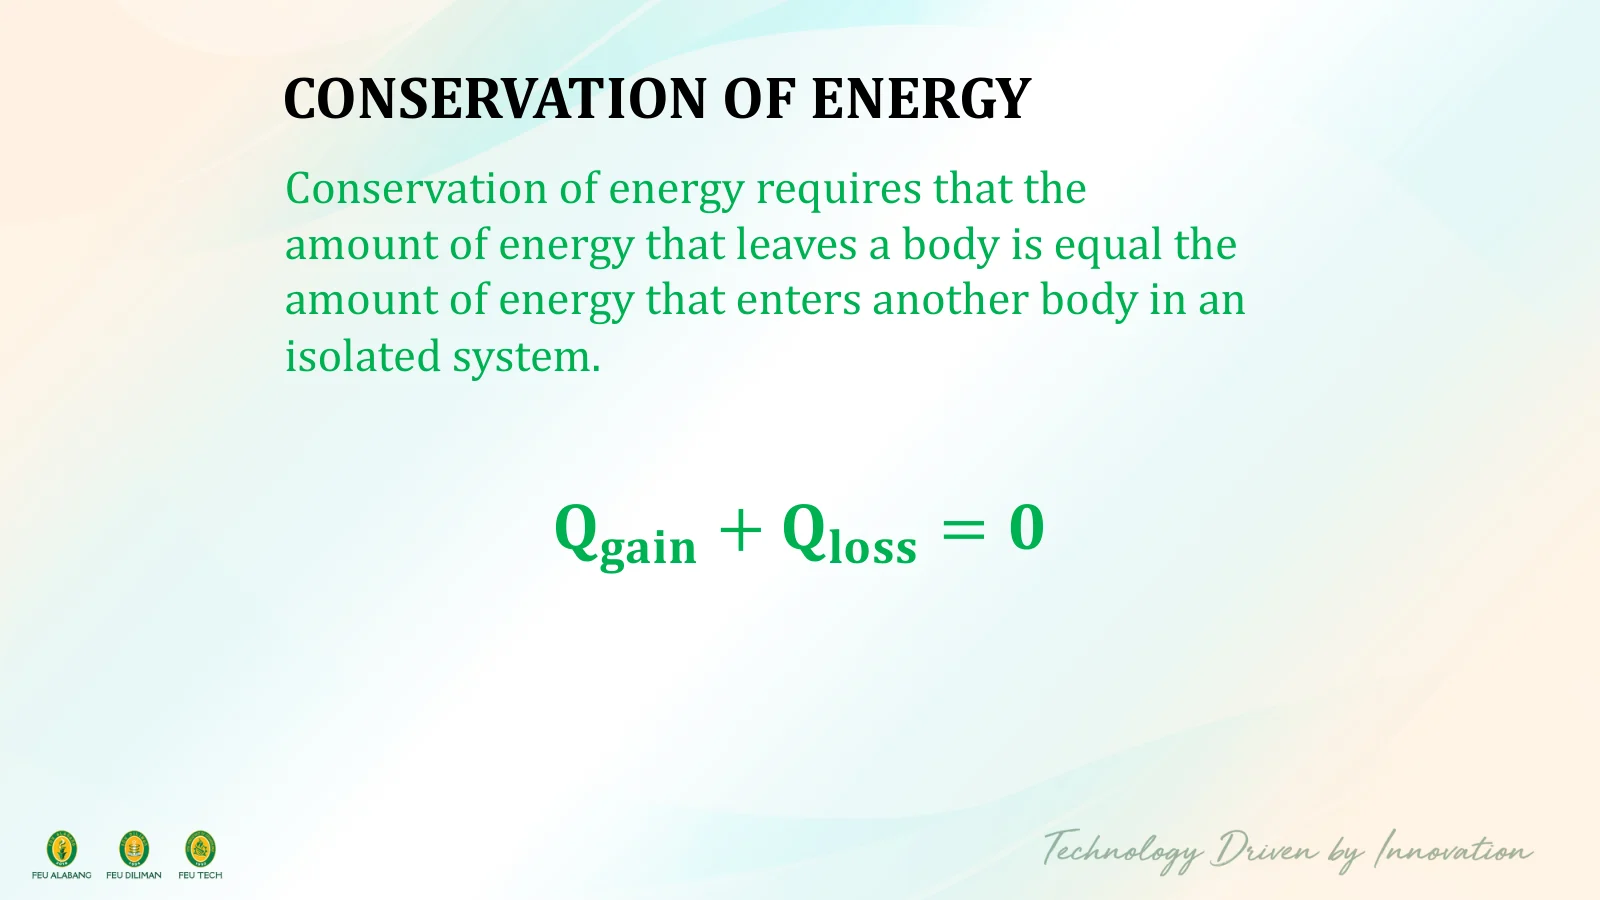 CONSERVATION OF ENERGY
Conservation of energy requires that the
amount of energy that leaves a body is equal the
amount of energy that enters another body in an
isolated system.
Q_gain + Q_loss = 0
FEU ALABANG FEU DILIMAN FEU TECH
Technology Driven by Innovation